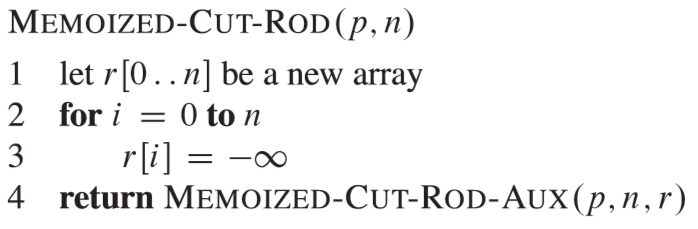 MEMOIZED-CUT-ROD(p, n)
1 let r[0..n] be a new array
2 for i = 0 to n
3 r[i] = −∞
4 return MEMOIZED-CUT-ROD-AUX(p, n, r)